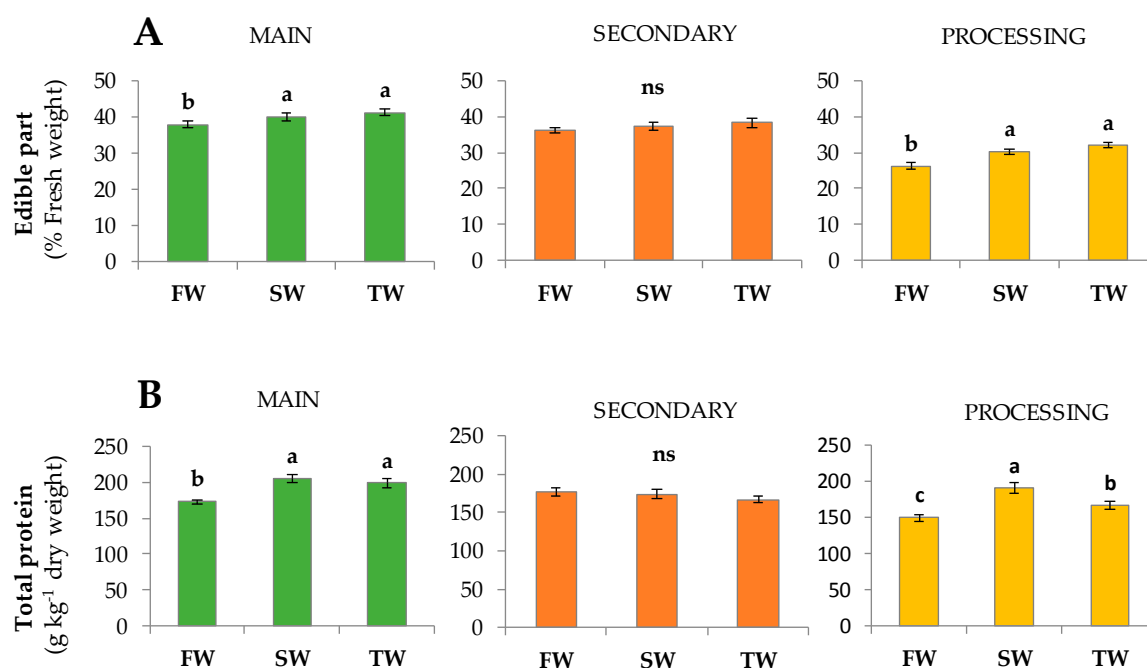 A
MAIN
SECONDARY
PROCESSING
Edible part
(% Fresh weight)
50
40
30
20
10
0
b
a
a
FW
SW
TW
50
40
30
20
10
0
ns
FW
SW
TW
50
40
30
20
10
0
b
a
a
FW
SW
TW
B
MAIN
SECONDARY
PROCESSING
Total protein
(g kg⁻¹ dry weight)
250
200
150
100
50
0
b
a
a
FW
SW
TW
250
200
150
100
50
0
ns
FW
SW
TW
250
200
150
100
50
0
c
a
b
FW
SW
TW